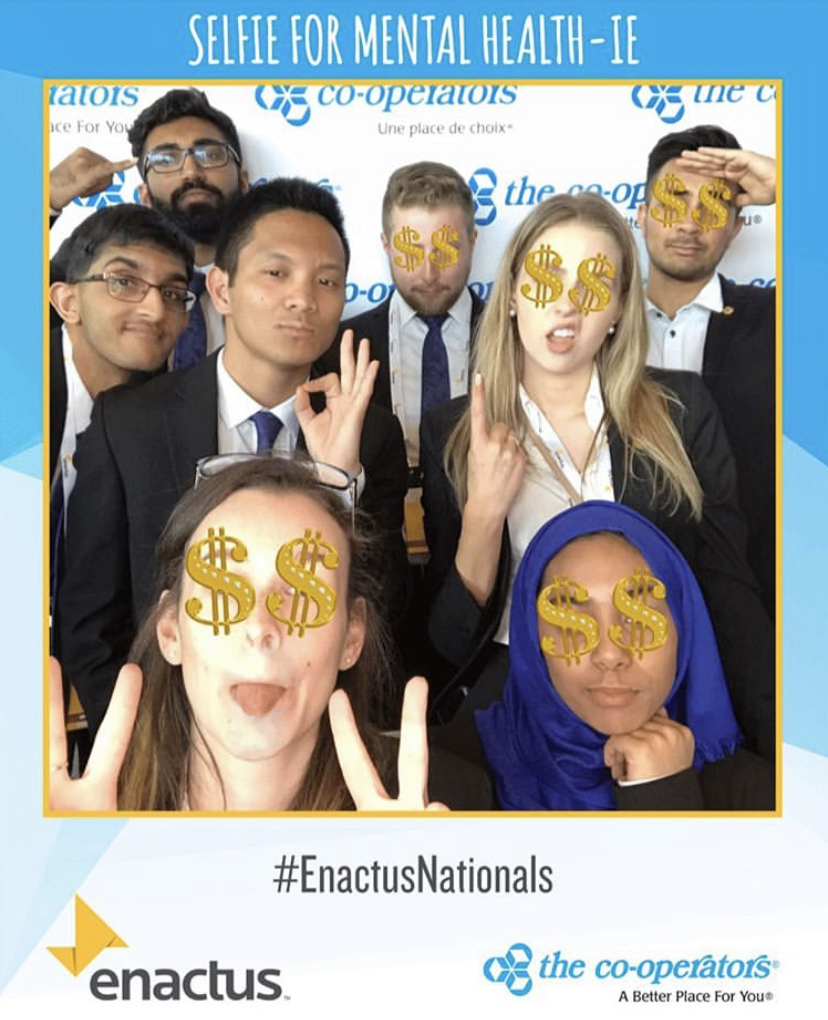 SELFIE FOR MENTAL HEALTH-IE
co-operators
Une place de choix
the co-op
#EnactusNationals
enactus
the co-operators
A Better Place For You